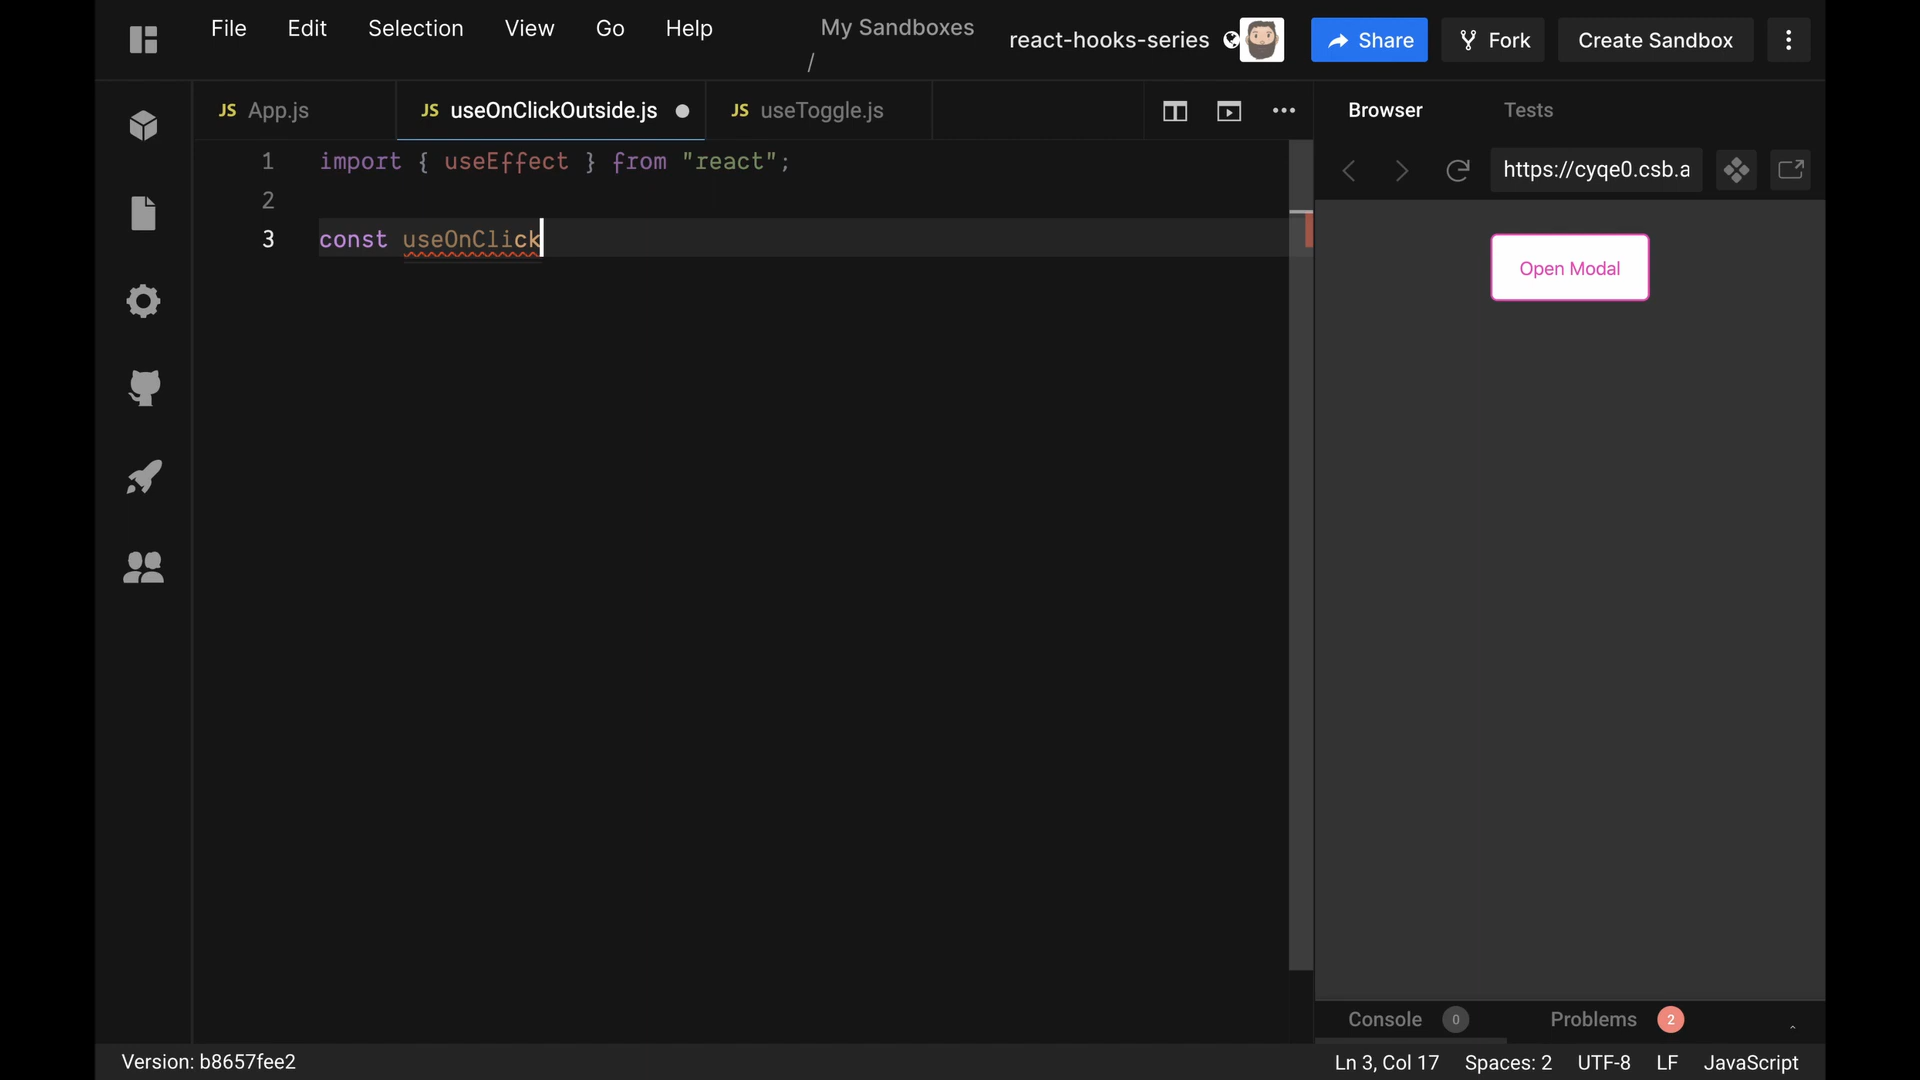 File Edit Selection View Go Help
My Sandboxes
/
react-hooks-series
Share
Fork
Create Sandbox
JS App.js
JS useOnClickOutside.js
JS useToggle.js
Browser
Tests
https://cyqe0.csb.a
1 import { useEffect } from "react";
2
3 const useOnClick
Open Modal
Console 0
Problems 2
Version: b8657fee2
Ln 3, Col 17 Spaces: 2 UTF-8 LF JavaScript